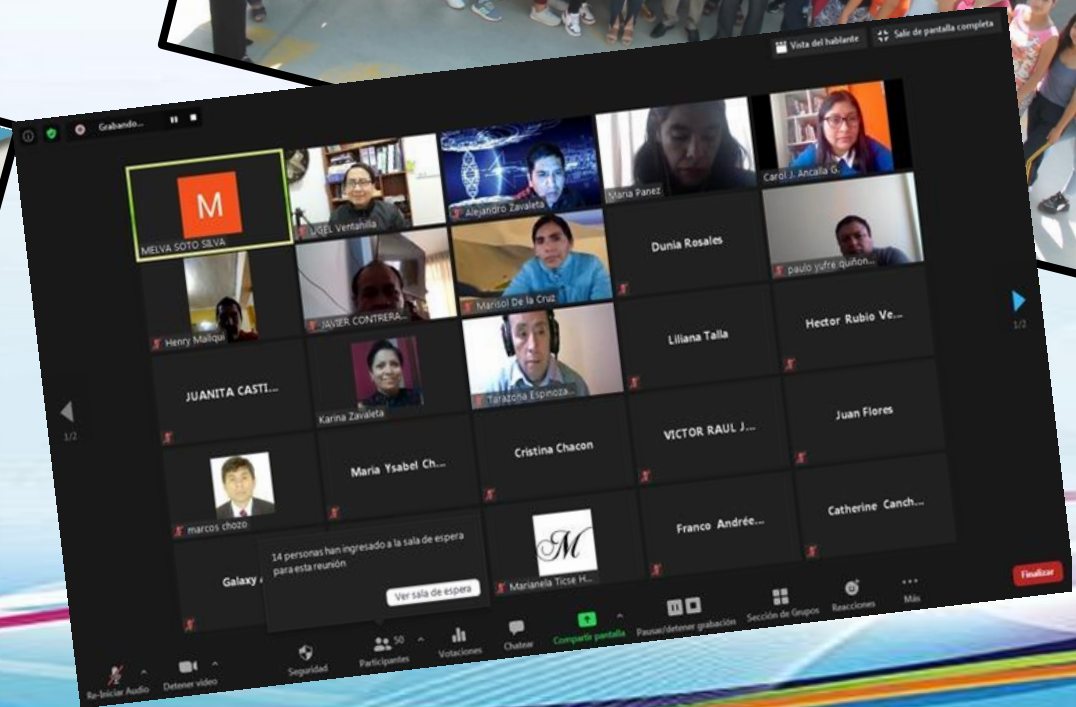 Vista del hablante
Salir de pantalla completa
Grabando...
M
MELVA SOTO SILVA
UGEL Ventanilla
Alejandro Zavaleta
Maria Panez
Carol J. Ancalla G.
Henry Mallqui
JAVIER CONTRERA...
Marisol De la Cruz
Dunia Rosales
paulo yufre quiñon...
JUANITA CASTI...
Karina Zavaleta
Tarazona Espinoza...
Liliana Talla
Hector Rubio Ve...
1/2
1/2
marcos chozo
Maria Ysabel Ch...
Cristina Chacon
VICTOR RAUL J...
Juan Flores
Galaxy
14 personas han ingresado a la sala de espera
para esta reunión
Ver sala de espera
M
Marianela Ticse H...
Franco Andrée...
Catherine Canch...
Re-Iniciar Audio
Detener video
Seguridad
Participantes
50
Votaciones
Chatear
Compartir pantalla
Pausar/detener grabación
Sección de Grupos
Reacciones
Más
Finalizar